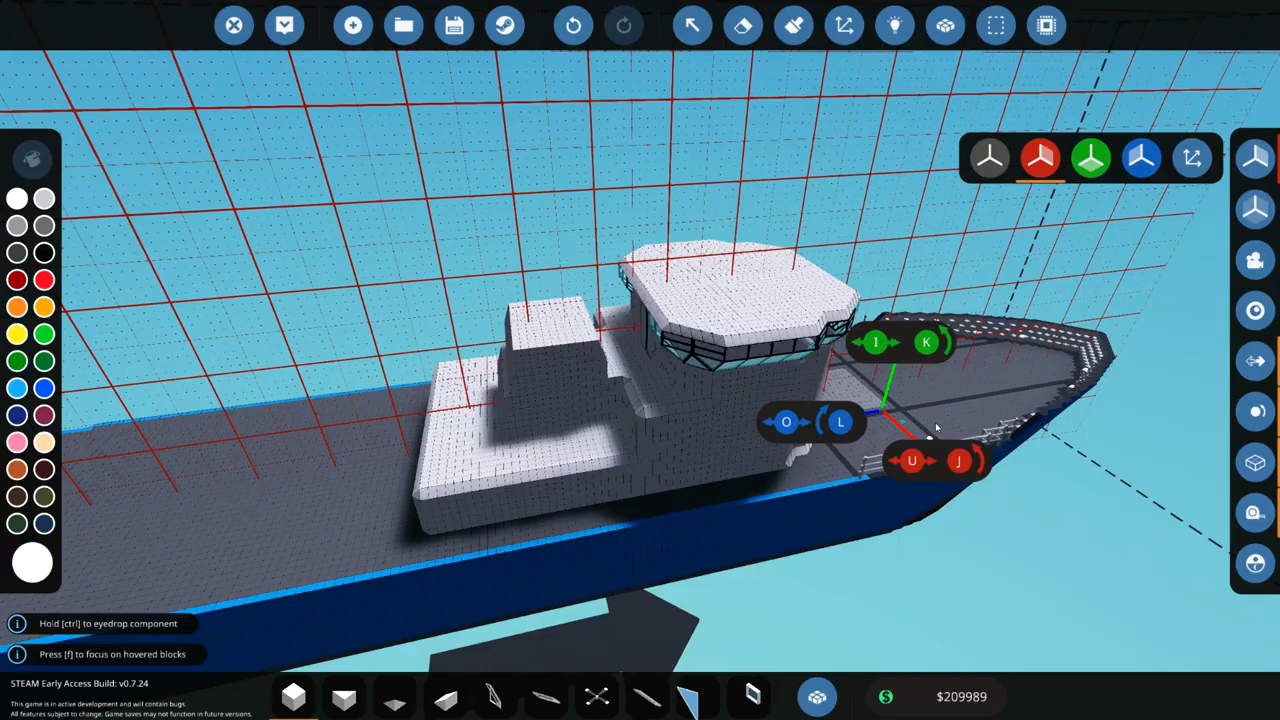 I K
O L
U J
Hold [ctrl] to eyedrop component
Press [f] to focus on hovered blocks
STEAM Early Access Build: v0.7.24
This game is in active development and will contain bugs.
All features subject to change. Game saves may not function in future versions.
$ $209989